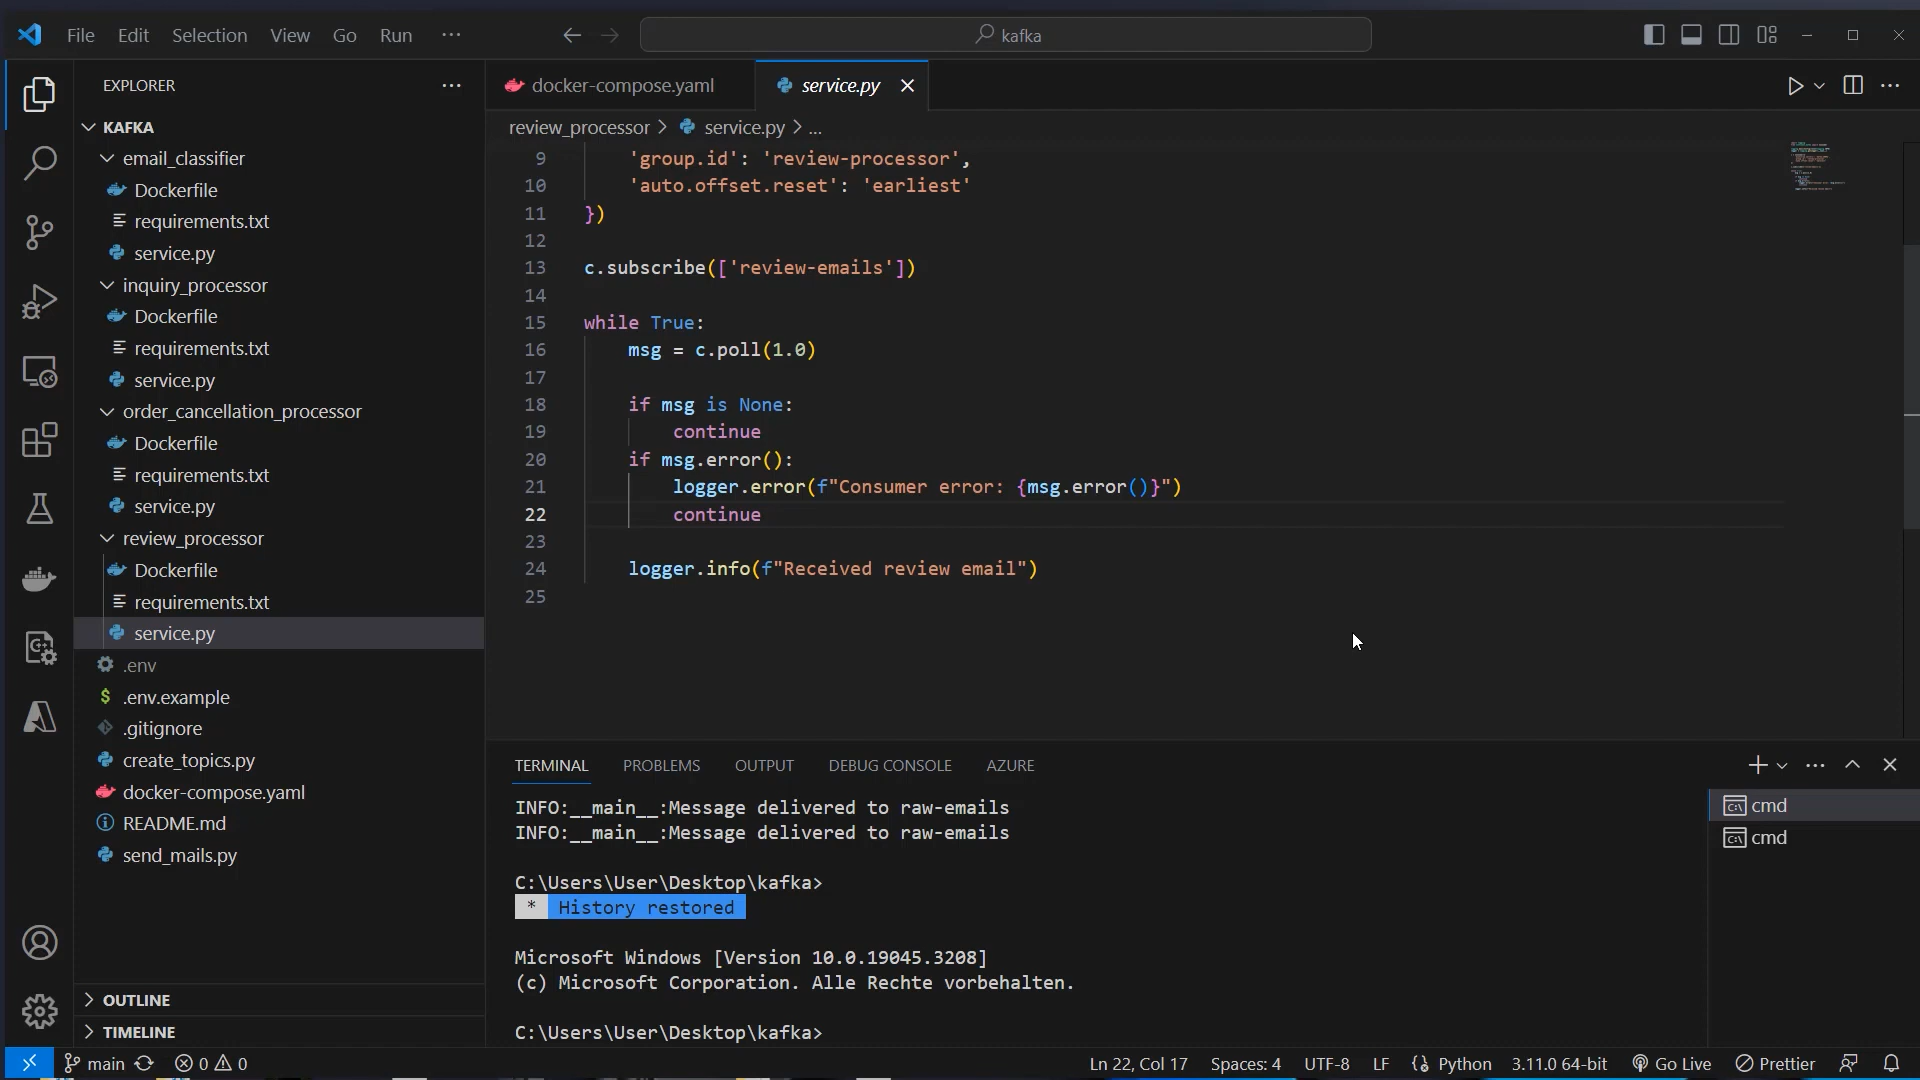 File Edit Selection View Go Run ···
kafka
EXPLORER
KAFKA
email_classifier
Dockerfile
requirements.txt
service.py
inquiry_processor
Dockerfile
requirements.txt
service.py
order_cancellation_processor
Dockerfile
requirements.txt
service.py
review_processor
Dockerfile
requirements.txt
service.py
.env
.env.example
.gitignore
create_topics.py
docker-compose.yaml
README.md
send_mails.py
OUTLINE
TIMELINE
docker-compose.yaml service.py
review_processor > service.py > ...
9 'group.id': 'review-processor',
10 'auto.offset.reset': 'earliest'
11 })
12
13 c.subscribe(['review-emails'])
14
15 while True:
16 msg = c.poll(1.0)
17
18 if msg is None:
19 continue
20 if msg.error():
21 logger.error(f"Consumer error: {msg.error()}")
22 continue
23
24 logger.info(f"Received review email")
25
TERMINAL PROBLEMS OUTPUT DEBUG CONSOLE AZURE
INFO:__main__:Message delivered to raw-emails
INFO:__main__:Message delivered to raw-emails
C:\Users\User\Desktop\kafka>
* History restored
Microsoft Windows [Version 10.0.19045.3208]
(c) Microsoft Corporation. Alle Rechte vorbehalten.
C:\Users\User\Desktop\kafka>
cmd
cmd
main 0 0 Ln 22, Col 17 Spaces: 4 UTF-8 LF Python 3.11.0 64-bit Go Live Prettier